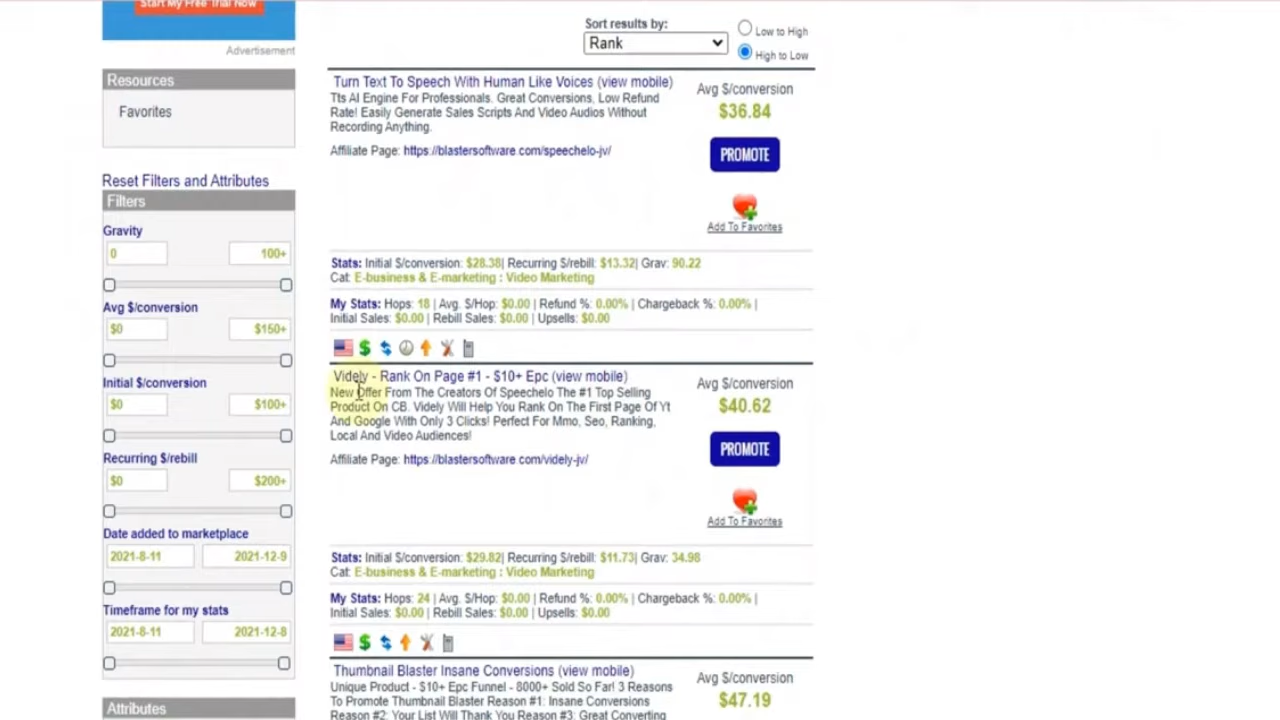 Start My Free Trial Now
Advertisement
Resources
Favorites
Reset Filters and Attributes
Filters
Gravity
0 100+
Avg $/conversion
$0 $150+
Initial $/conversion
$0 $100+
Recurring $/rebill
$0 $200+
Date added to marketplace
2021-8-11 2021-12-9
Timeframe for my stats
2021-8-11 2021-12-8
Attributes
Sort results by:
Rank
Low to High
High to Low
Turn Text To Speech With Human Like Voices (view mobile)
Tts AI Engine For Professionals. Great Conversions, Low Refund
Rate! Easily Generate Sales Scripts And Video Audios Without
Recording Anything.
Affiliate Page: https://blastersoftware.com/speechelo-jv/
Avg $/conversion
$36.84
PROMOTE
Add To Favorites
Stats: Initial $/conversion: $28.38| Recurring $/rebill: $13.32| Grav: 90.22
Cat: E-business & E-marketing : Video Marketing
My Stats: Hops: 18 | Avg. $/Hop: $0.00 | Refund %: 0.00% | Chargeback %: 0.00% |
Initial Sales: $0.00 | Rebill Sales: $0.00 | Upsells: $0.00
Videly - Rank On Page #1 - $10+ Epc (view mobile)
New Offer From The Creators Of Speechelo The #1 Top Selling
Product On CB. Videly Will Help You Rank On The First Page Of Yt
And Google With Only 3 Clicks! Perfect For Mmo, Seo, Ranking,
Local And Video Audiences!
Affiliate Page: https://blastersoftware.com/videly-jv/
Avg $/conversion
$40.62
PROMOTE
Add To Favorites
Stats: Initial $/conversion: $29.82| Recurring $/rebill: $11.73| Grav: 34.98
Cat: E-business & E-marketing : Video Marketing
My Stats: Hops: 24 | Avg. $/Hop: $0.00 | Refund %: 0.00% | Chargeback %: 0.00% |
Initial Sales: $0.00 | Rebill Sales: $0.00 | Upsells: $0.00
Thumbnail Blaster Insane Conversions (view mobile)
Unique Product - $10+ Epc Funnel - 8000+ Sold So Far! 3 Reasons
To Promote Thumbnail Blaster Reason #1: Insane Conversions
Reason #2: Your List Will Thank You Reason #3: Great Converting
Avg $/conversion
$47.19